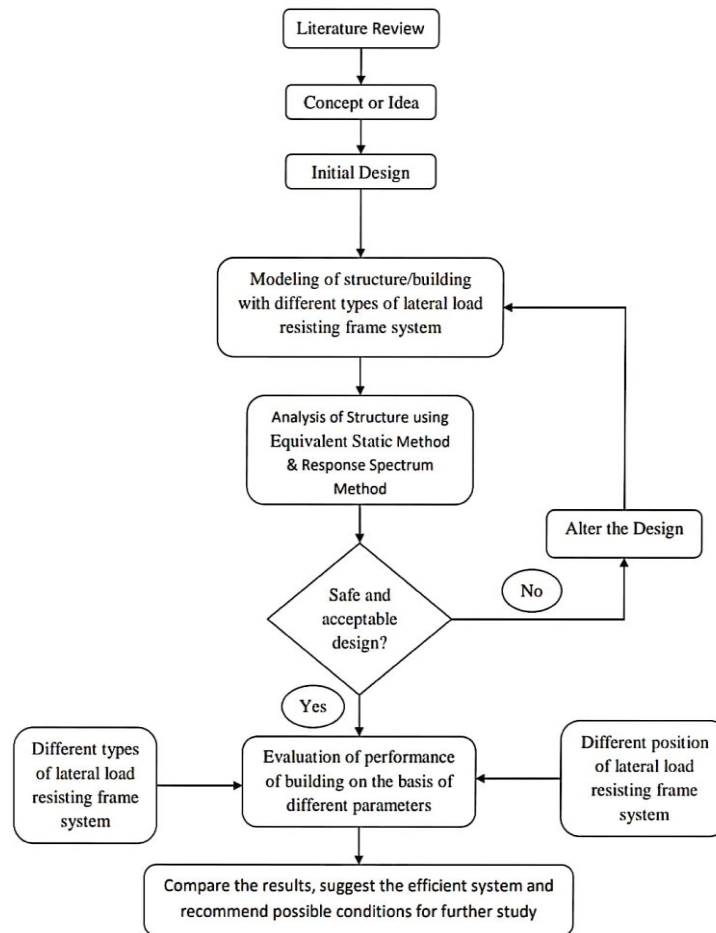 Literature Review
Concept or Idea
Initial Design
Modeling of structure/building
with different types of lateral load
resisting frame system
Analysis of Structure using
Equivalent Static Method
& Response Spectrum
Method
Alter the Design
No
Safe and
acceptable
design?
Yes
Different types
of lateral load
resisting frame
system
Evaluation of performance
of building on the basis of
different parameters
Different position
of lateral load
resisting frame
system
Compare the results, suggest the efficient system and
recommend possible conditions for further study